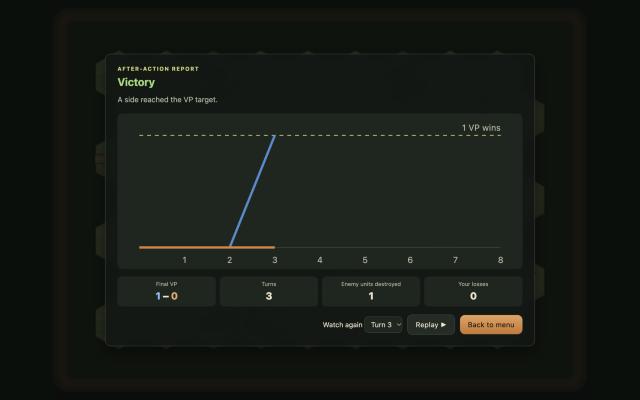 AFTER-ACTION REPORT
Victory
A side reached the VP target.
1 VP wins
1 2 3 4 5 6 7 8
Final VP
1 – 0
Turns
3
Enemy units destroyed
1
Your losses
0
Watch again Turn 3 Replay ▶ Back to menu